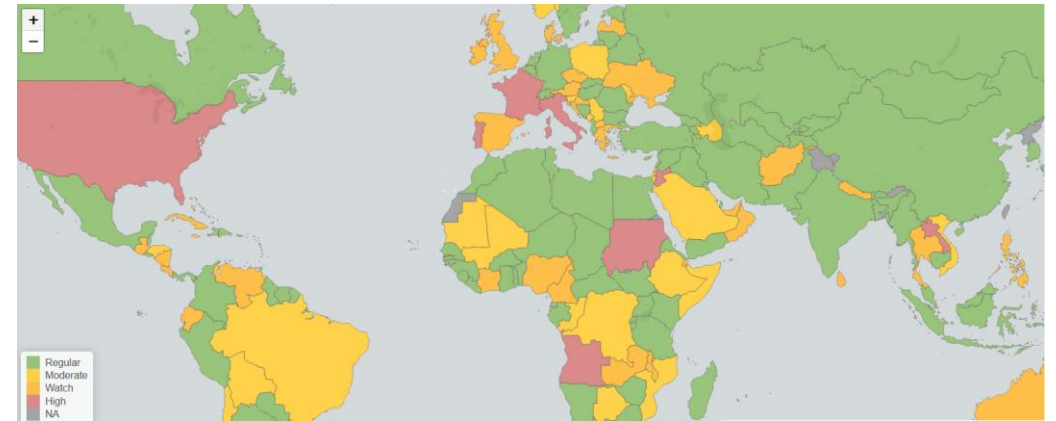 +
−
Regular
Moderate
Watch
High
NA